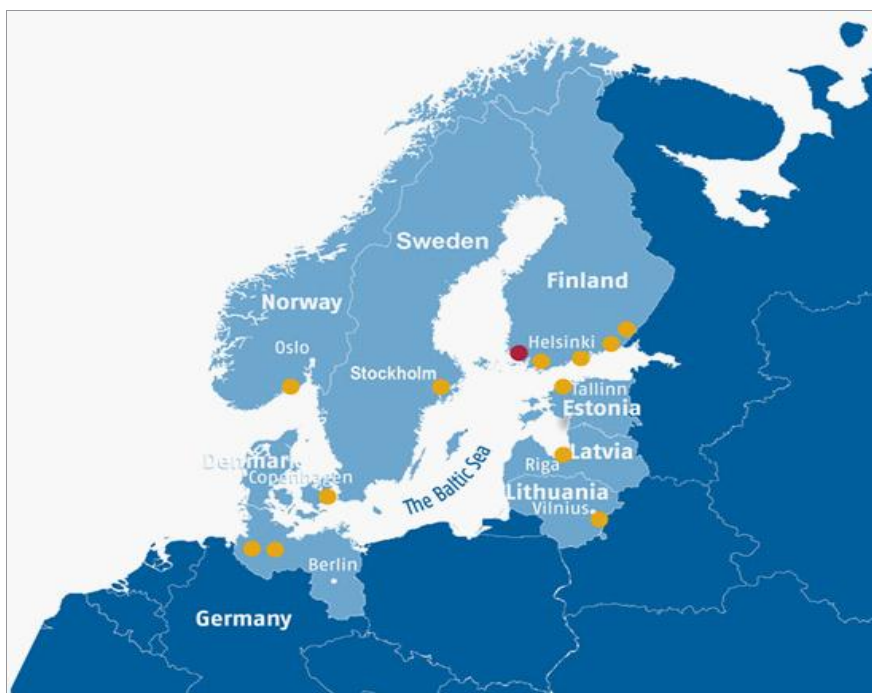 Sweden
Finland
Norway
Oslo
Helsinki
Stockholm
Tallinn
Estonia
Denmark
Copenhagen
The Baltic Sea
Riga
Latvia
Lithuania
Vilnius
Berlin
Germany